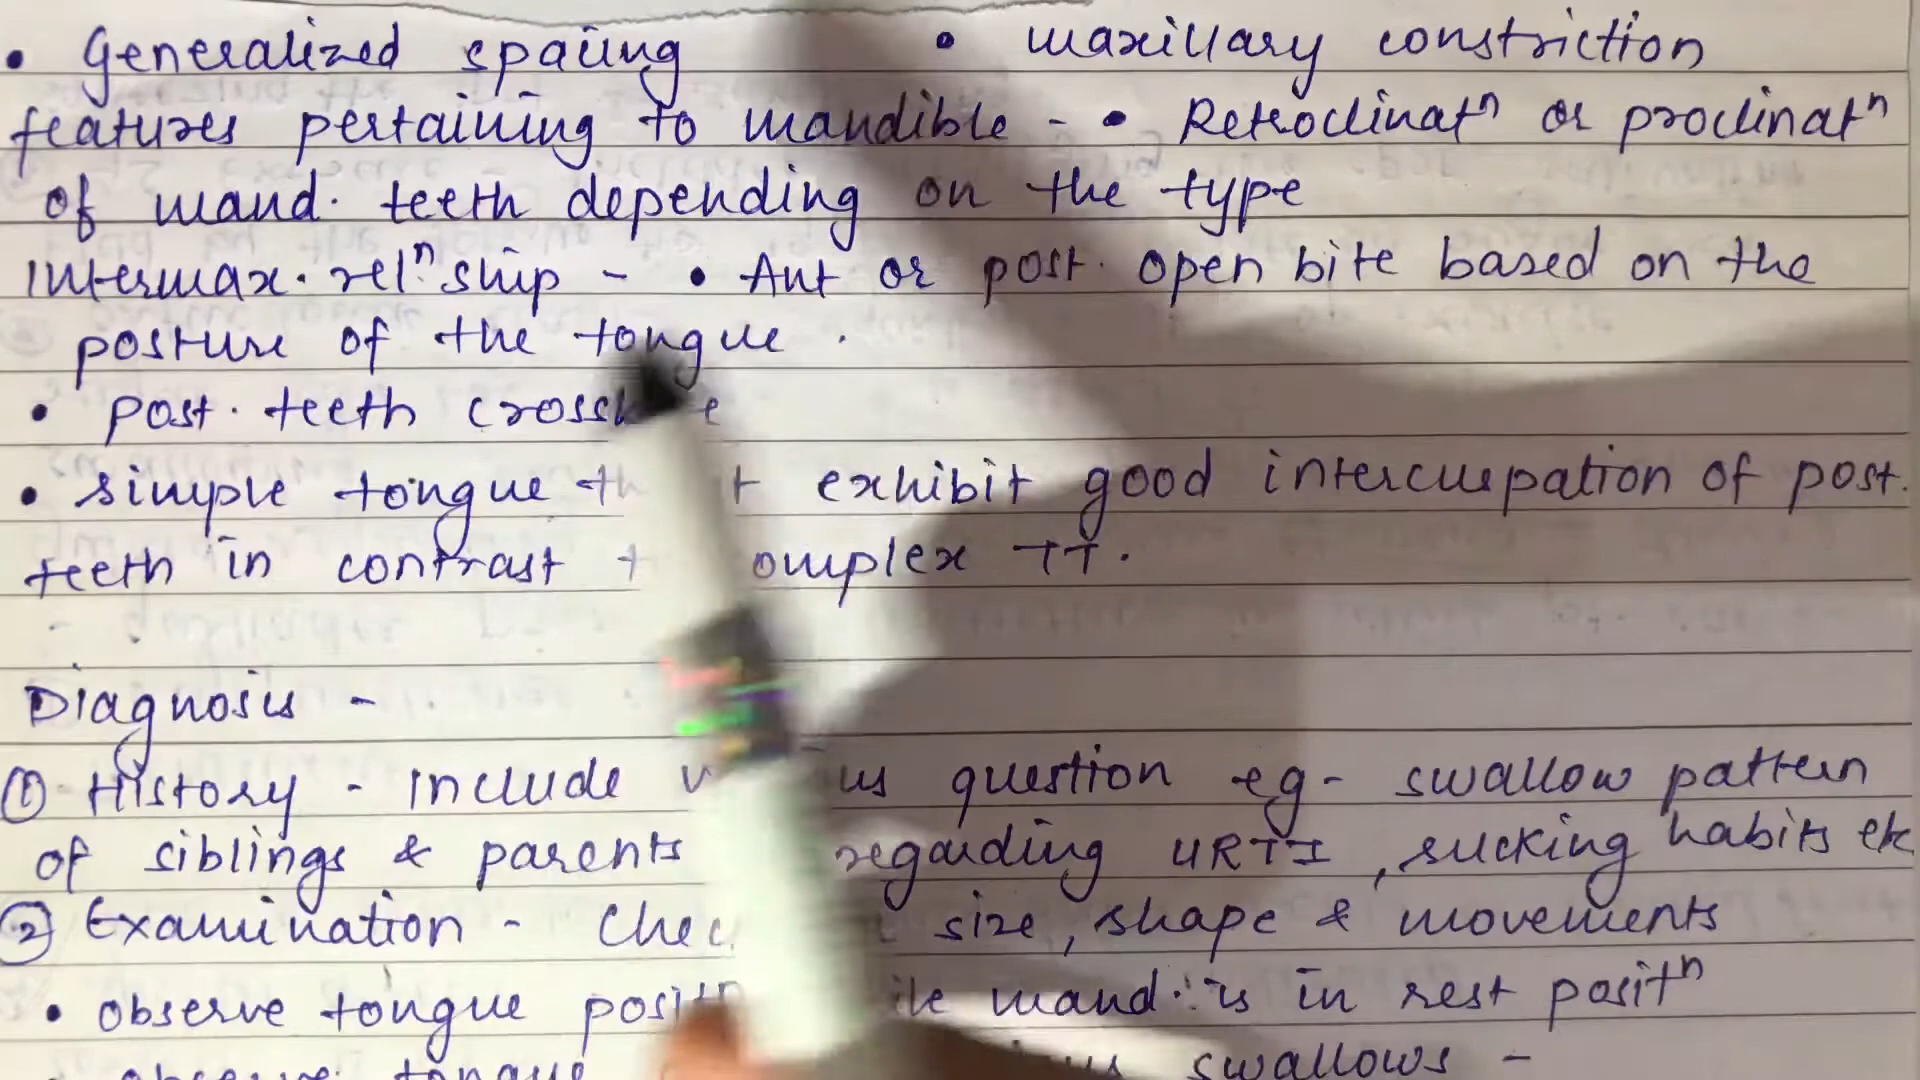 • Generalized spacing • maxillary constriction
features pertaining to mandible - • Retroclinatⁿ or proclinatⁿ
of mand. teeth depending on the type
Intermax. relⁿship - • Ant or post. open bite based on the
posture of the tongue.
• post. teeth
• simple tongue exhibit good intercuspation of post.
teeth in contrast TT.
Diagnosis -
① History - Include question eg - swallow pattern
of siblings & parents regarding URTI, sucking habits etc
② Examination - size, shape & movements
• observe tongue mand. is in rest positⁿ
• observe tongue swallows -